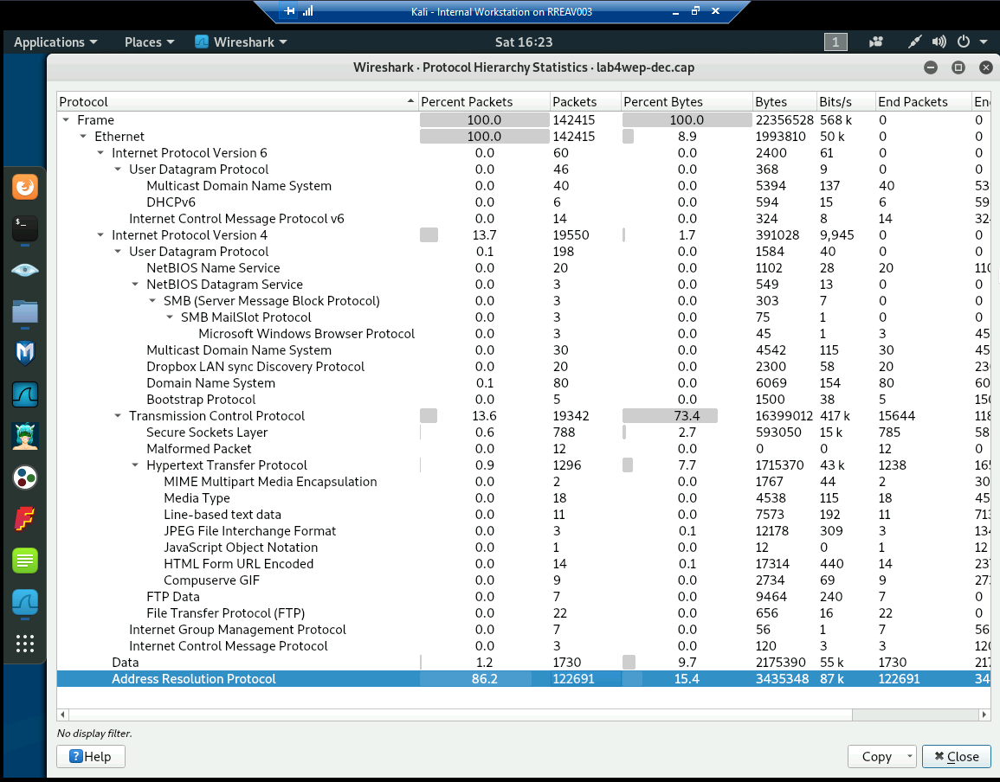 Kali - Internal Workstation on RREAV003
Applications Places Wireshark Sat 16:23 1
Wireshark · Protocol Hierarchy Statistics · lab4wep-dec.cap
Protocol Percent Packets Packets Percent Bytes Bytes Bits/s End Packets En
Frame 100.0 142415 100.0 22356528 568 k 0 0
Ethernet 100.0 142415 8.9 1993810 50 k 0 0
Internet Protocol Version 6 0.0 60 0.0 2400 61 0 0
User Datagram Protocol 0.0 46 0.0 368 9 0 0
Multicast Domain Name System 0.0 40 0.0 5394 137 40 53
DHCPv6 0.0 6 0.0 594 15 6 59
Internet Control Message Protocol v6 0.0 14 0.0 324 8 14 324
Internet Protocol Version 4 13.7 19550 1.7 391028 9,945 0 0
User Datagram Protocol 0.1 198 0.0 1584 40 0 0
NetBIOS Name Service 0.0 20 0.0 1102 28 20 110
NetBIOS Datagram Service 0.0 3 0.0 549 13 0 0
SMB (Server Message Block Protocol) 0.0 3 0.0 303 7 0 0
SMB MailSlot Protocol 0.0 3 0.0 75 1 0 0
Microsoft Windows Browser Protocol 0.0 3 0.0 45 1 3 45
Multicast Domain Name System 0.0 30 0.0 4542 115 30 45
Dropbox LAN sync Discovery Protocol 0.0 20 0.0 2300 58 20 230
Domain Name System 0.1 80 0.0 6069 154 80 60
Bootstrap Protocol 0.0 5 0.0 1500 38 5 150
Transmission Control Protocol 13.6 19342 73.4 16399012 417 k 15644 118
Secure Sockets Layer 0.6 788 2.7 593050 15 k 785 58
Malformed Packet 0.0 12 0.0 0 0 12 0
Hypertext Transfer Protocol 0.9 1296 7.7 1715370 43 k 1238 165
MIME Multipart Media Encapsulation 0.0 2 0.0 1767 44 2 30
Media Type 0.0 18 0.0 4538 115 18 45
Line-based text data 0.0 11 0.0 7573 192 11 713
JPEG File Interchange Format 0.0 3 0.1 12178 309 3 134
JavaScript Object Notation 0.0 1 0.0 12 0 1 12
HTML Form URL Encoded 0.0 14 0.1 17314 440 14 237
Compuserve GIF 0.0 9 0.0 2734 69 9 273
FTP Data 0.0 7 0.0 9464 240 7 0
File Transfer Protocol (FTP) 0.0 22 0.0 656 16 22 0
Internet Group Management Protocol 0.0 7 0.0 56 1 7 56
Internet Control Message Protocol 0.0 3 0.0 120 3 3 120
Data 1.2 1730 9.7 2175390 55 k 1730 217
Address Resolution Protocol 86.2 122691 15.4 3435348 87 k 122691 34
No display filter.
Help Copy Close